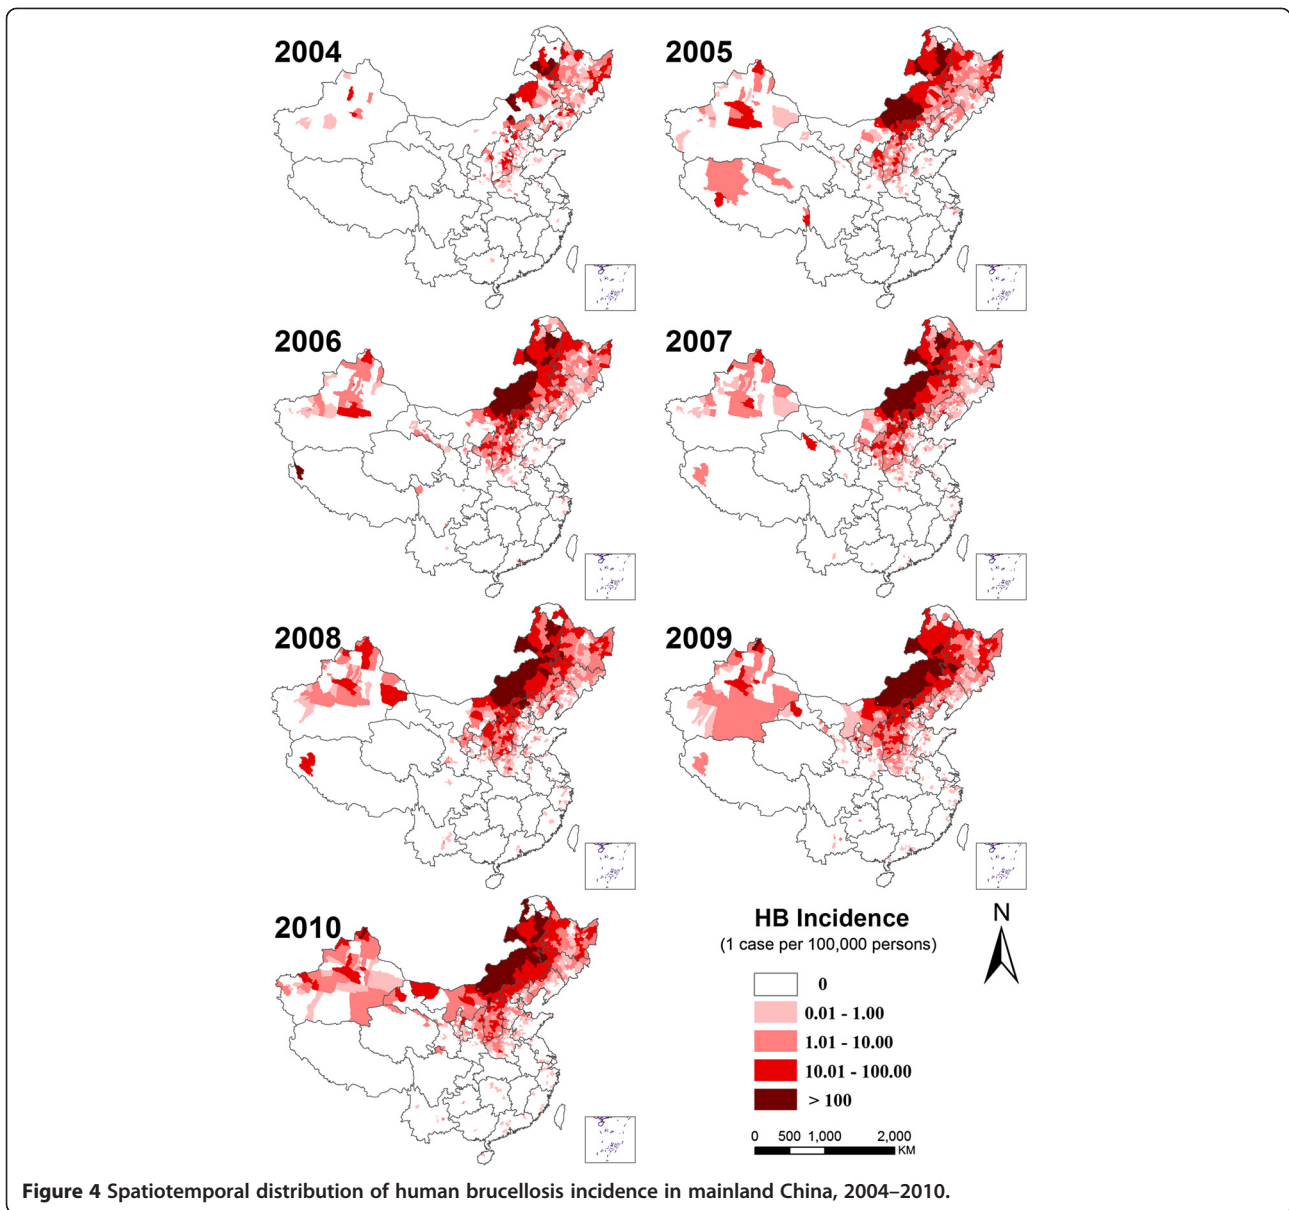 2004
2005
2006
2007
2008
2009
2010
HB Incidence
(1 case per 100,000 persons)
0
0.01 - 1.00
1.01 - 10.00
10.01 - 100.00
> 100
0 500 1,000 2,000
KM
N
Figure 4 Spatiotemporal distribution of human brucellosis incidence in mainland China, 2004–2010.